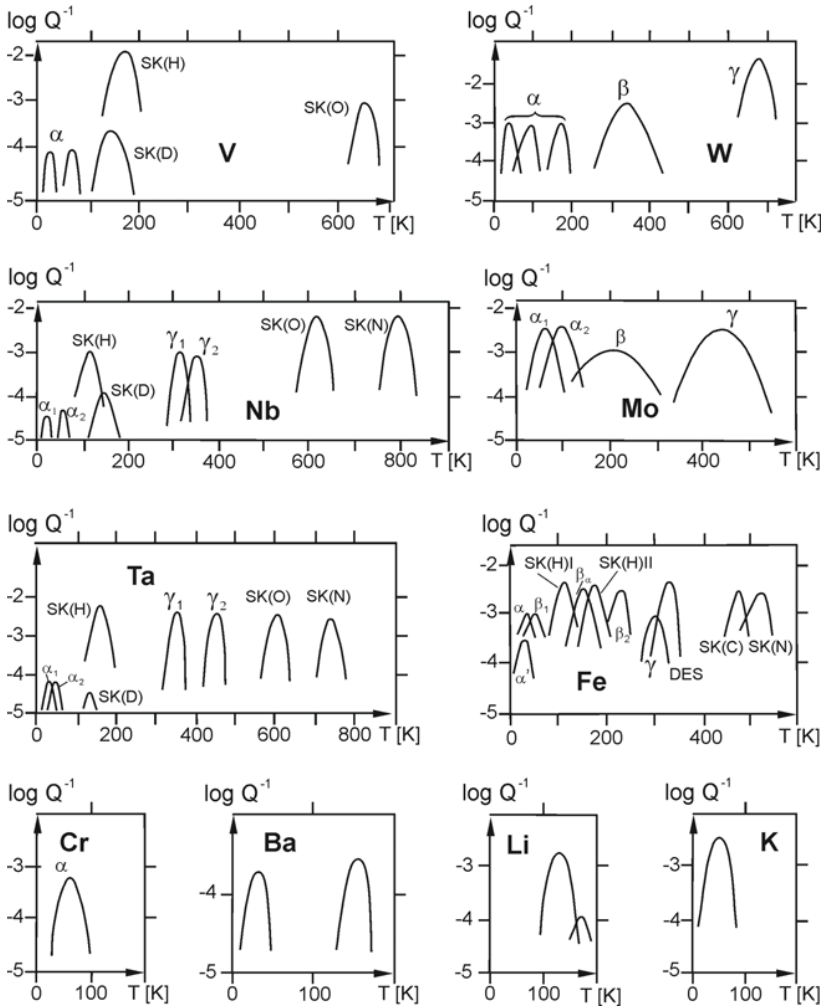 log Q⁻¹
-2
-3
-4
-5
SK(H)
α
SK(D)
SK(O)
V
0
200
400
600
T [K]
log Q⁻¹
-2
-3
-4
-5
α
β
γ
W
0
200
400
600
T [K]
log Q⁻¹
-2
-3
-4
-5
SK(H)
α₁
α₂
SK(D)
γ₁
γ₂
SK(O)
SK(N)
Nb
0
200
400
600
800
T [K]
log Q⁻¹
-2
-3
-4
-5
α₁
α₂
β
γ
Mo
0
200
400
T [K]
log Q⁻¹
-2
-3
-4
-5
Ta
SK(H)
α₁
α₂
SK(D)
γ₁
γ₂
SK(O)
SK(N)
0
200
400
600
800
T [K]
log Q⁻¹
-2
-3
-5
SK(H)I
βα
SK(H)II
α
β₁
β₂
α'
γ
DES
SK(C)
SK(N)
Fe
0
200
400
T [K]
log Q⁻¹
-3
-4
-5
Cr
α
0
100
T [K]
log Q⁻¹
-4
-5
Ba
0
100
T [K]
log Q⁻¹
-3
-4
-5
Li
100
T [K]
log Q⁻¹
-3
-4
-5
K
0
100
T [K]